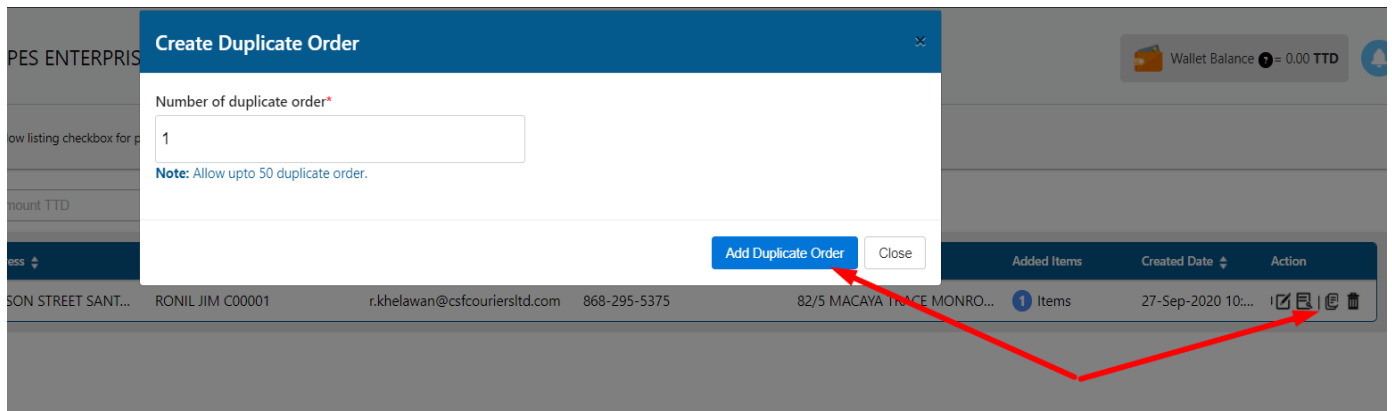 Create Duplicate Order ×
PES ENTERPRIS
Wallet Balance ?= 0.00 TTD
Number of duplicate order*
ow listing checkbox for p
1
Note: Allow upto 50 duplicate order.
mount TTD
Add Duplicate Order Close
ess Added Items Created Date Action
SON STREET SANT... RONIL JIM C00001 r.khelawan@csfcouriersltd.com 868-295-5375 82/5 MACAYA TRACE MONRO... 1 Items 27-Sep-2020 10:...